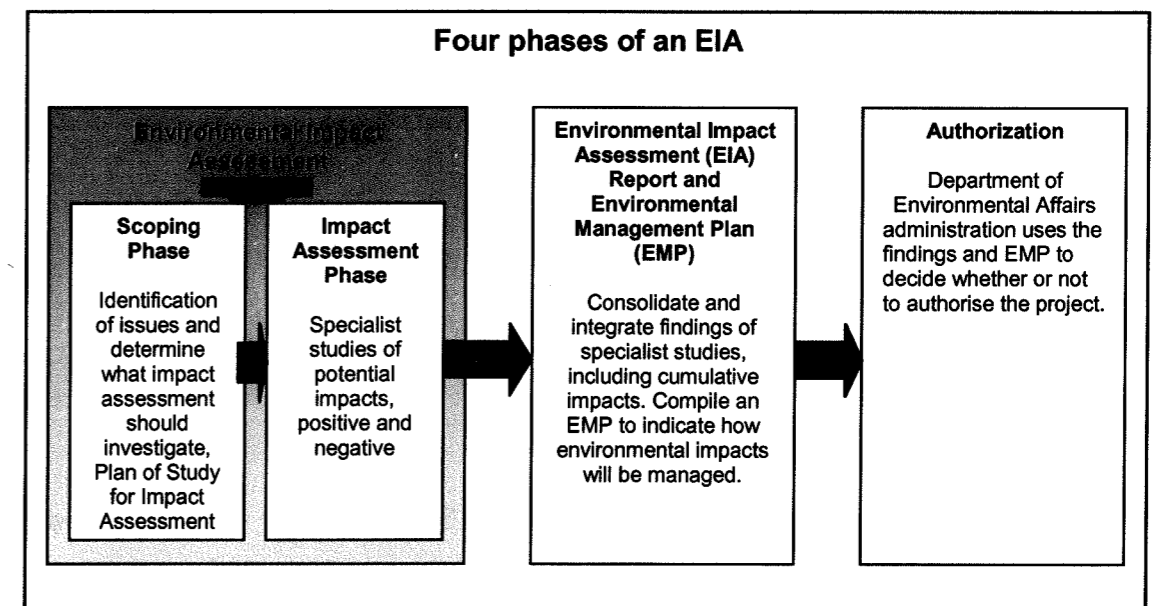 Four phases of an EIA
Environmental Impact
Assessment
Scoping
Phase
Identification
of issues and
determine
what impact
assessment
should
investigate,
Plan of Study
for Impact
Assessment
Impact
Assessment
Phase
Specialist
studies of
potential
impacts,
positive and
negative
Environmental Impact
Assessment (EIA)
Report and
Environmental
Management Plan
(EMP)
Consolidate and
integrate findings of
specialist studies,
including cumulative
impacts. Compile an
EMP to indicate how
environmental impacts
will be managed.
Authorization
Department of
Environmental Affairs
administration uses the
findings and EMP to
decide whether or not
to authorise the project.